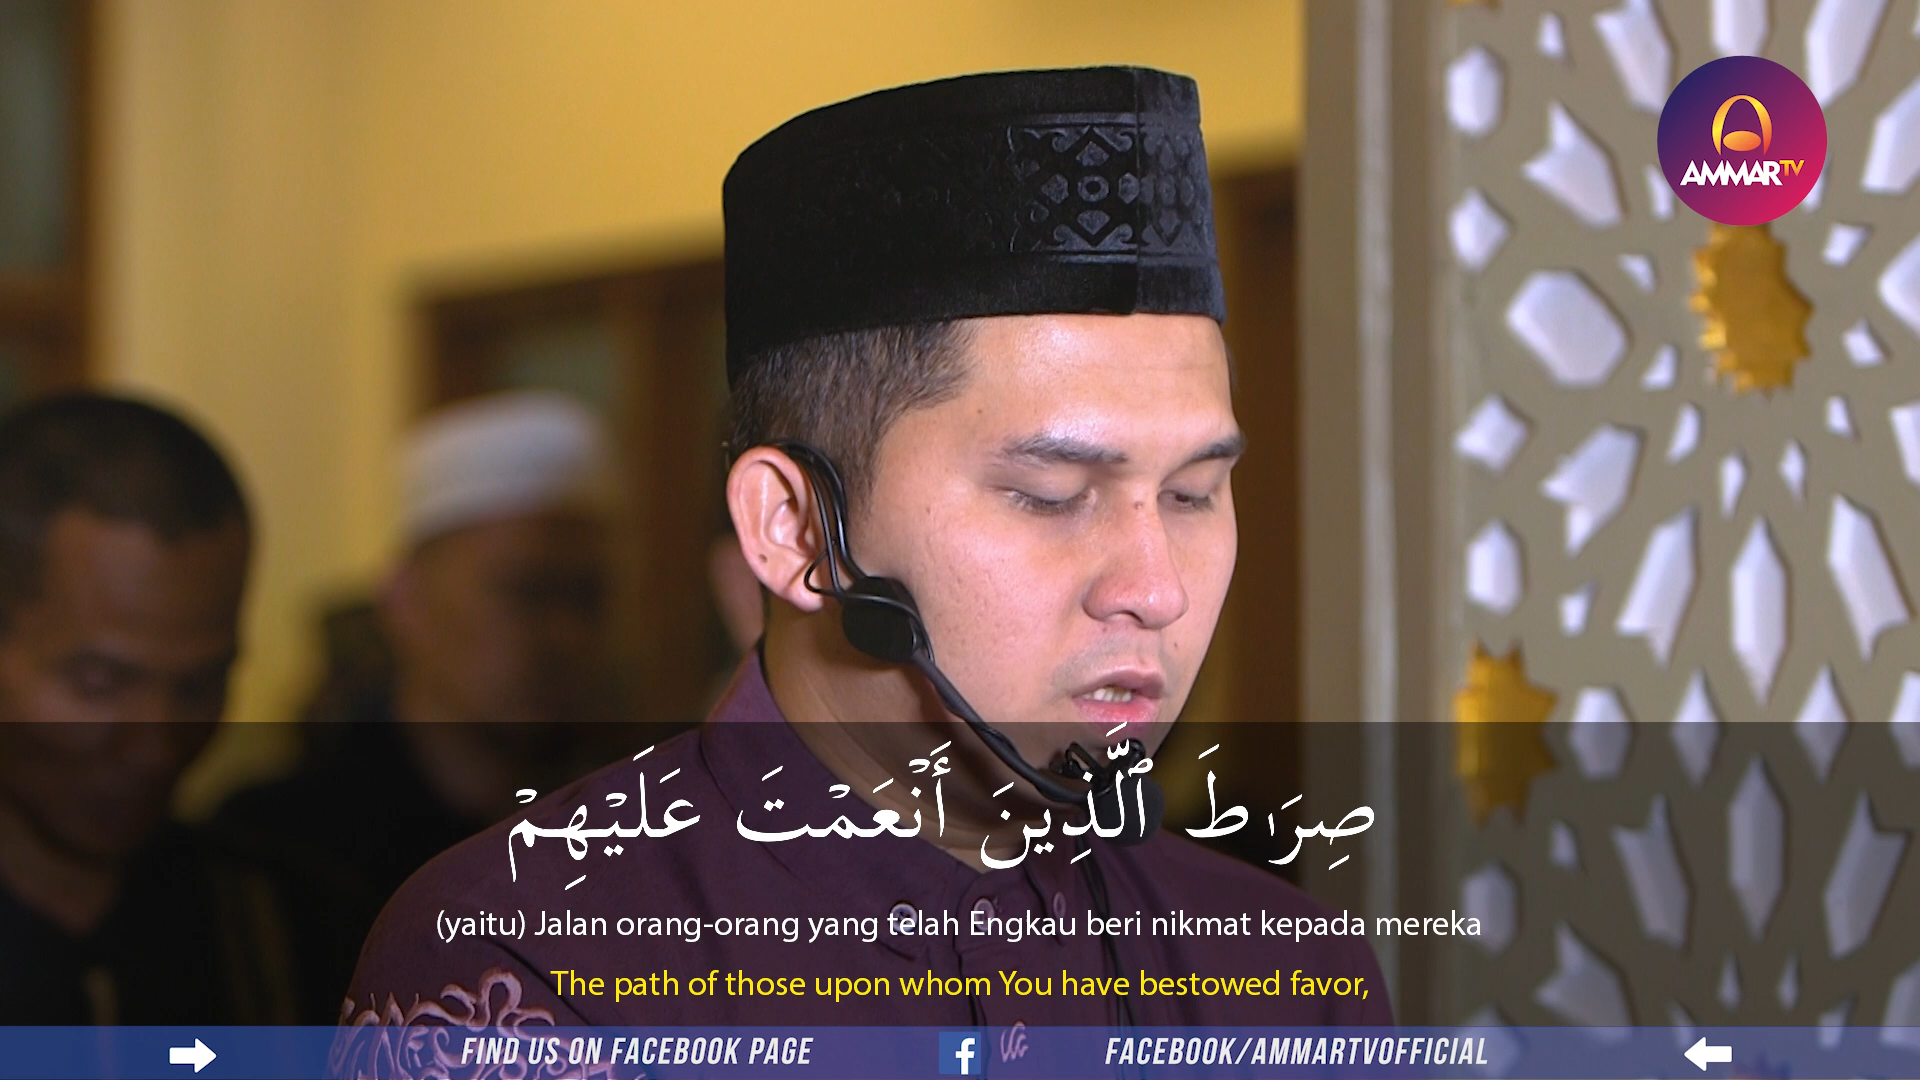 AMMARTV
صِرَٰطَ ٱلَّذِينَ أَنْعَمْتَ عَلَيْهِمْ
(yaitu) Jalan orang-orang yang telah Engkau beri nikmat kepada mereka
The path of those upon whom You have bestowed favor,
FIND US ON FACEBOOK PAGE f FACEBOOK/AMMARTVOFFICIAL